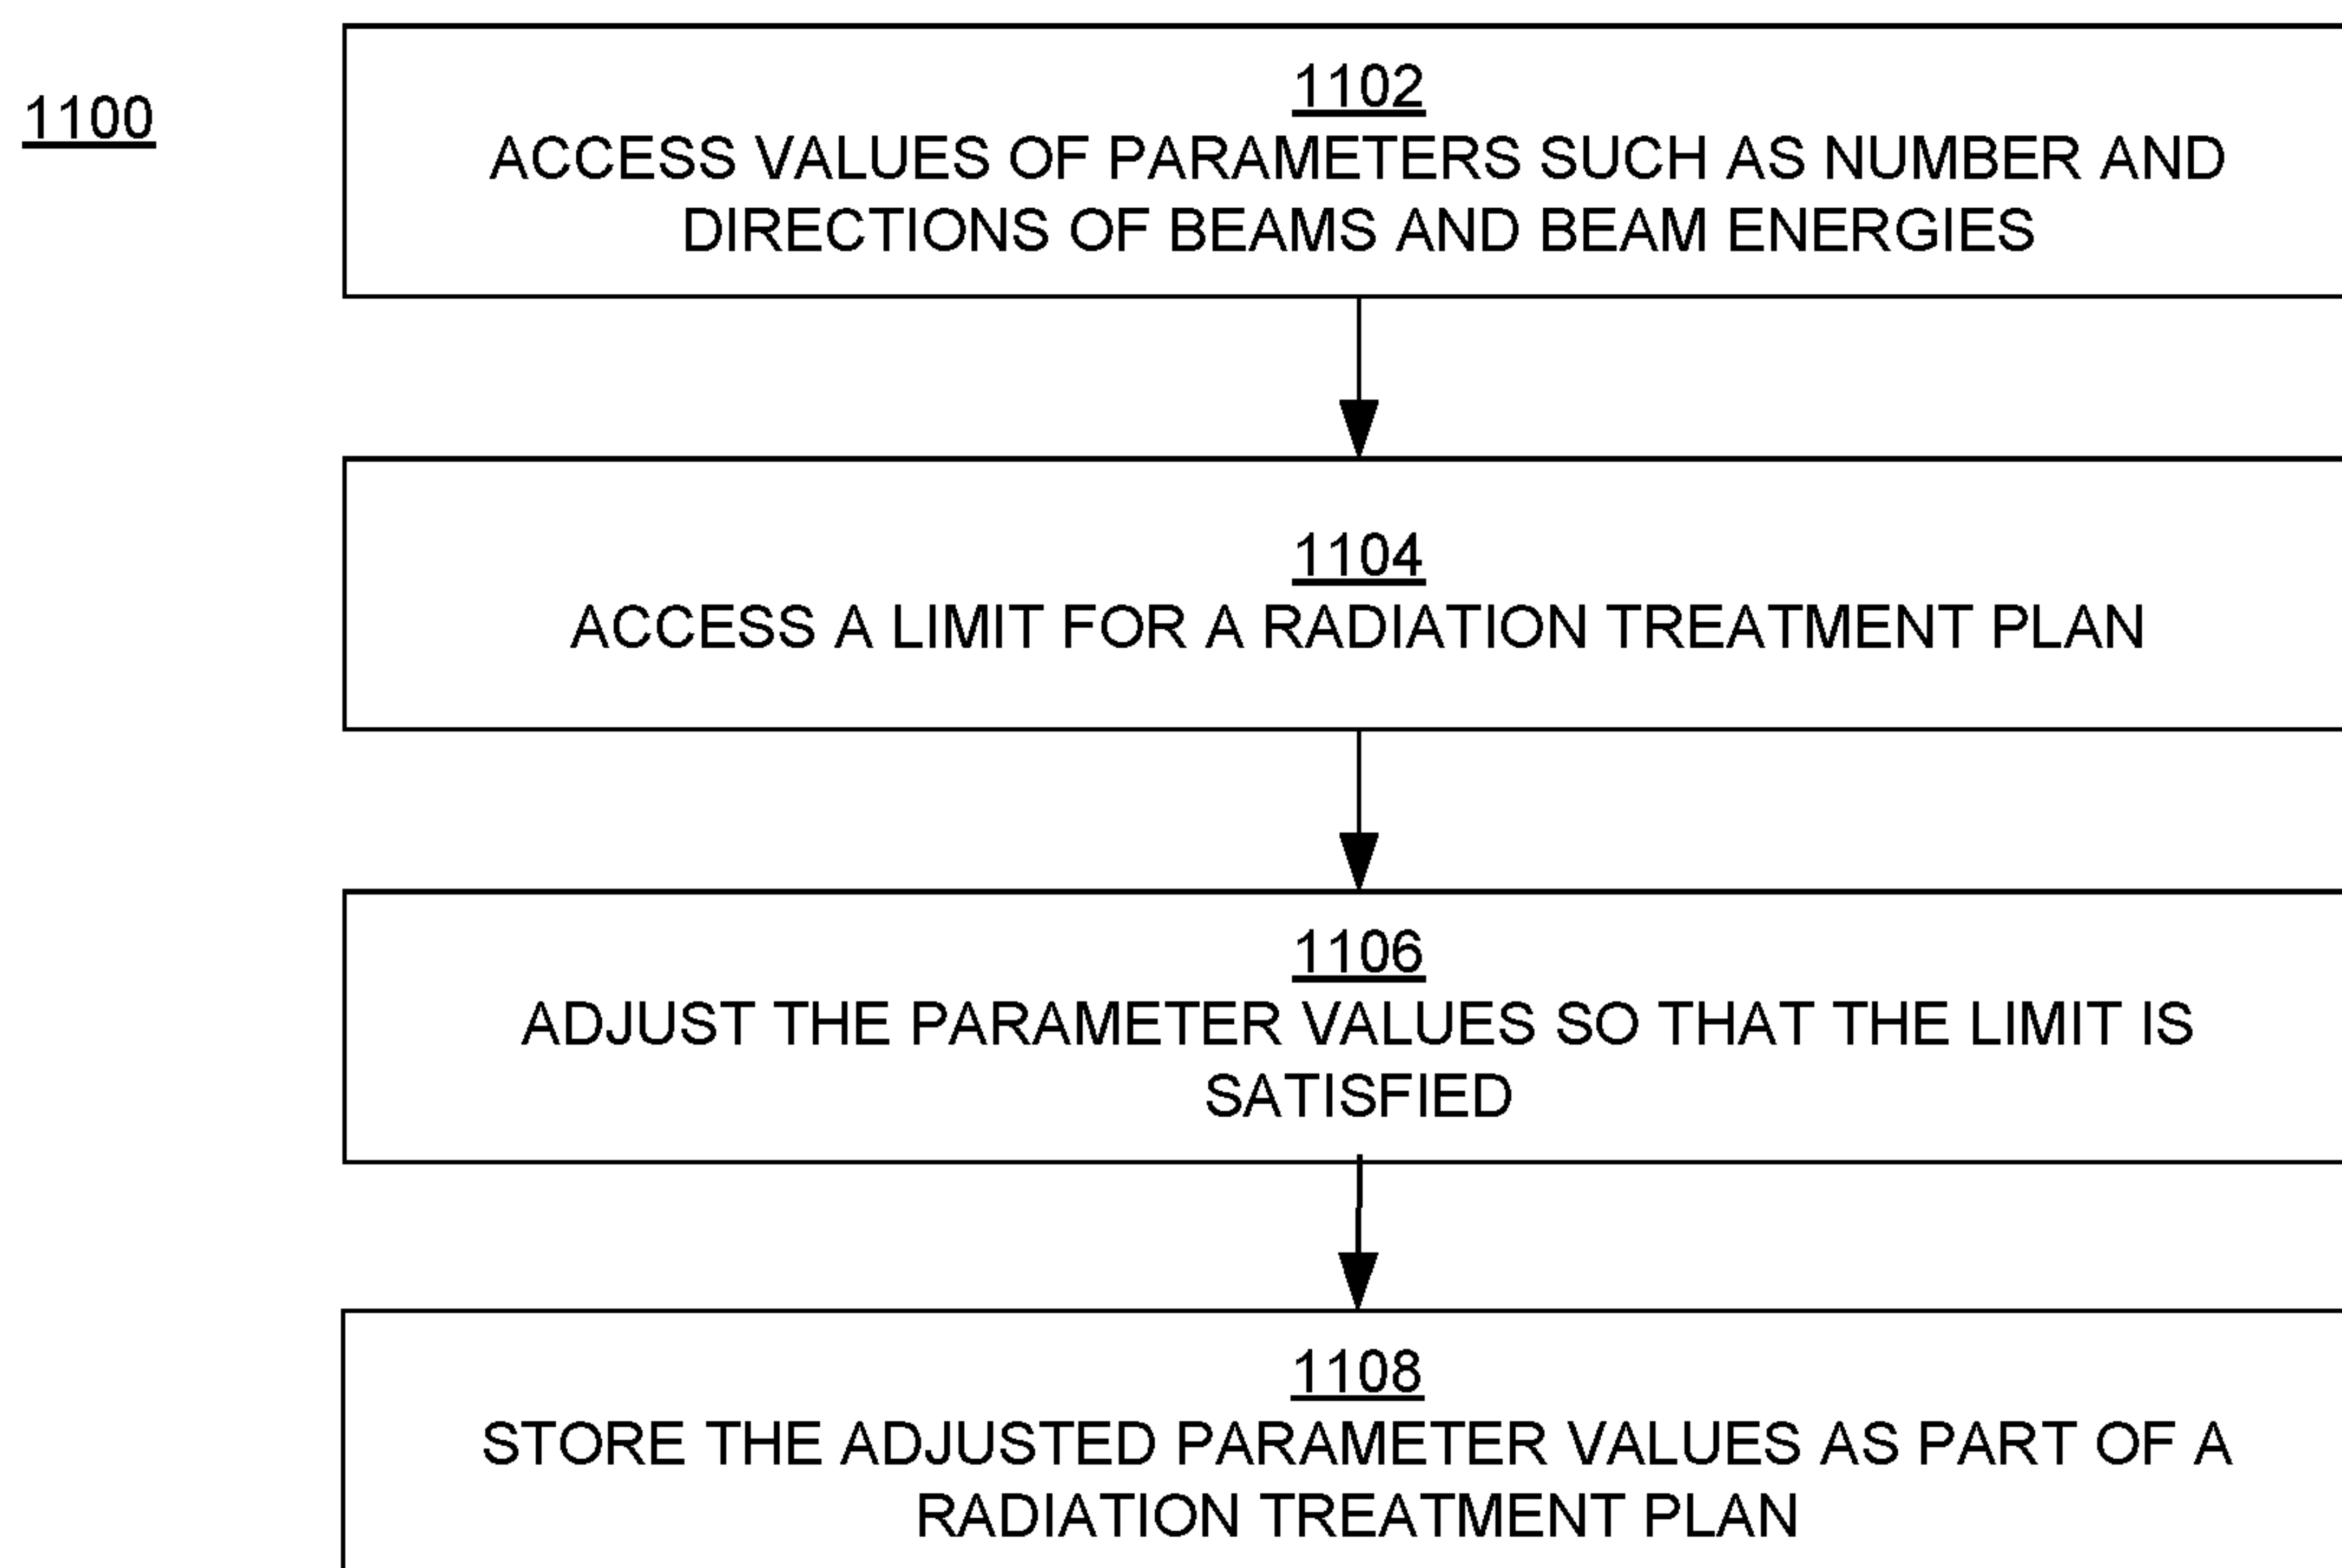 1100
1102
ACCESS VALUES OF PARAMETERS SUCH AS NUMBER AND
DIRECTIONS OF BEAMS AND BEAM ENERGIES
1104
ACCESS A LIMIT FOR A RADIATION TREATMENT PLAN
1106
ADJUST THE PARAMETER VALUES SO THAT THE LIMIT IS
SATISFIED
1108
STORE THE ADJUSTED PARAMETER VALUES AS PART OF A
RADIATION TREATMENT PLAN